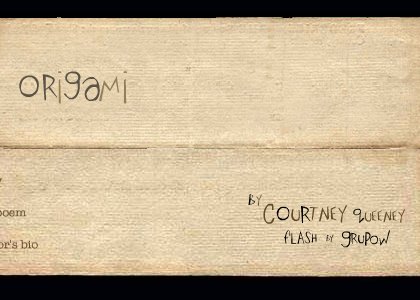 ORigaMi
poem
or's bio
BY
COURTNEY QUEENEY
FLASH BY GRUPOW